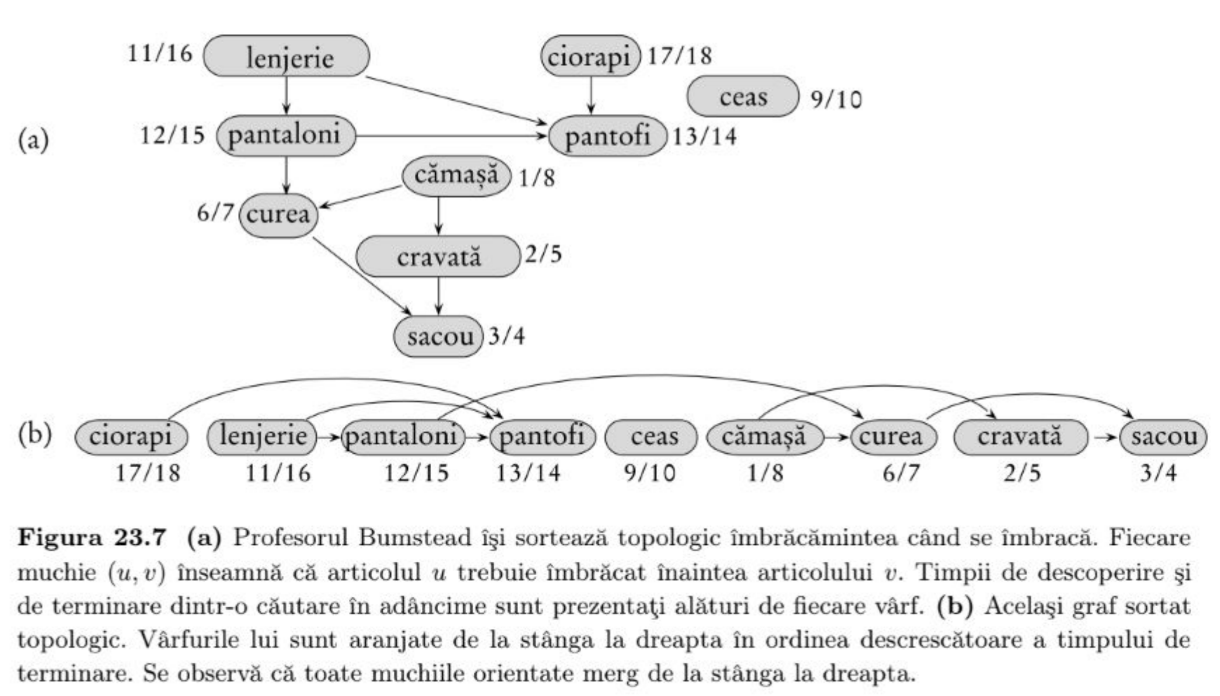 11/16 lenjerie ciorapi 17/18
ceas 9/10
(a) 12/15 pantaloni pantofi 13/14
cămașă 1/8
6/7 curea
cravată 2/5
sacou 3/4
(b) ciorapi lenjerie pantaloni pantofi ceas cămașă curea cravată sacou
17/18 11/16 12/15 13/14 9/10 1/8 6/7 2/5 3/4
Figura 23.7 (a) Profesorul Bumstead îşi sortează topologic îmbrăcămintea când se îmbracă. Fiecare
muchie (u, v) înseamnă că articolul u trebuie îmbrăcat înaintea articolului v. Timpii de descoperire şi
de terminare dintr-o căutare în adâncime sunt prezentaţi alături de fiecare vârf. (b) Acelaşi graf sortat
topologic. Vârfurile lui sunt aranjate de la stânga la dreapta în ordinea descrescătoare a timpului de
terminare. Se observă că toate muchiile orientate merg de la stânga la dreapta.